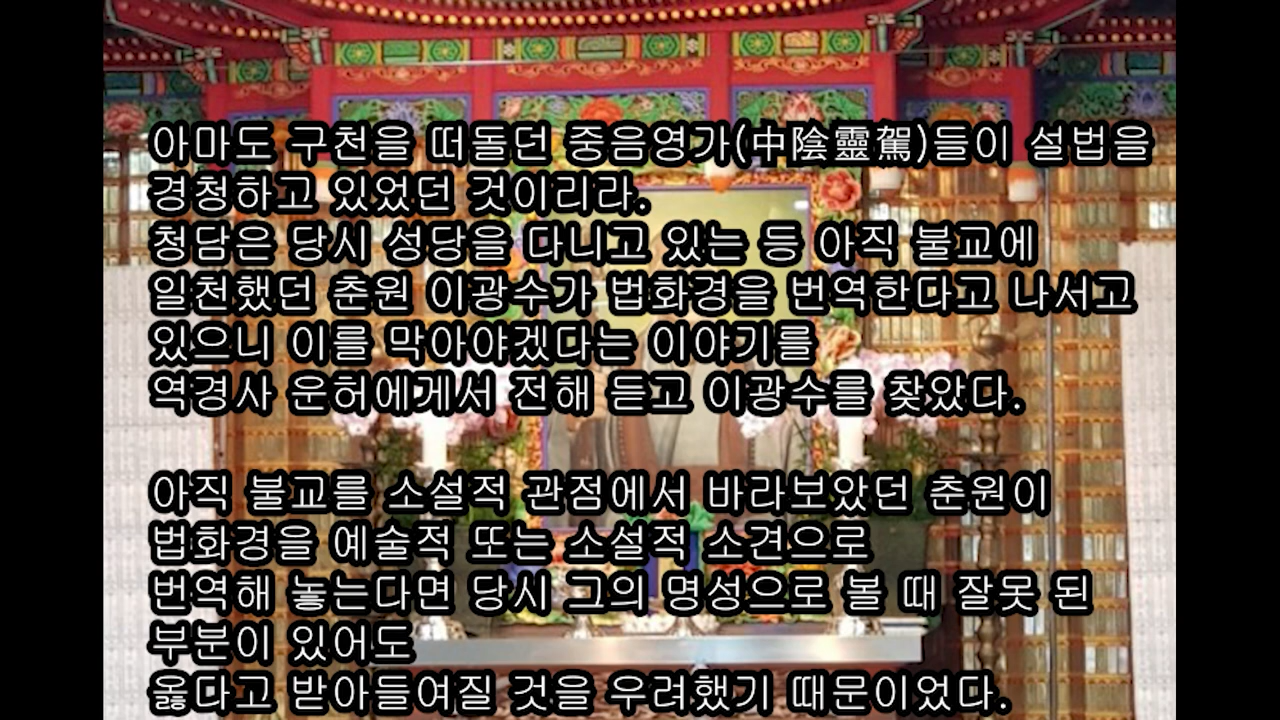 아마도 구천을 떠돌던 중음영가(中陰靈駕)들이 설법을
경청하고 있었던 것이리라.
청담은 당시 성당을 다니고 있는 등 아직 불교에
일천했던 춘원 이광수가 법화경을 번역한다고 나서고
있으니 이를 막아야겠다는 이야기를
역경사 운허에게서 전해 듣고 이광수를 찾았다.
아직 불교를 소설적 관점에서 바라보았던 춘원이
법화경을 예술적 또는 소설적 소견으로
번역해 놓는다면 당시 그의 명성으로 볼 때 잘못 된
부분이 있어도
옳다고 받아들여질 것을 우려했기 때문이었다.